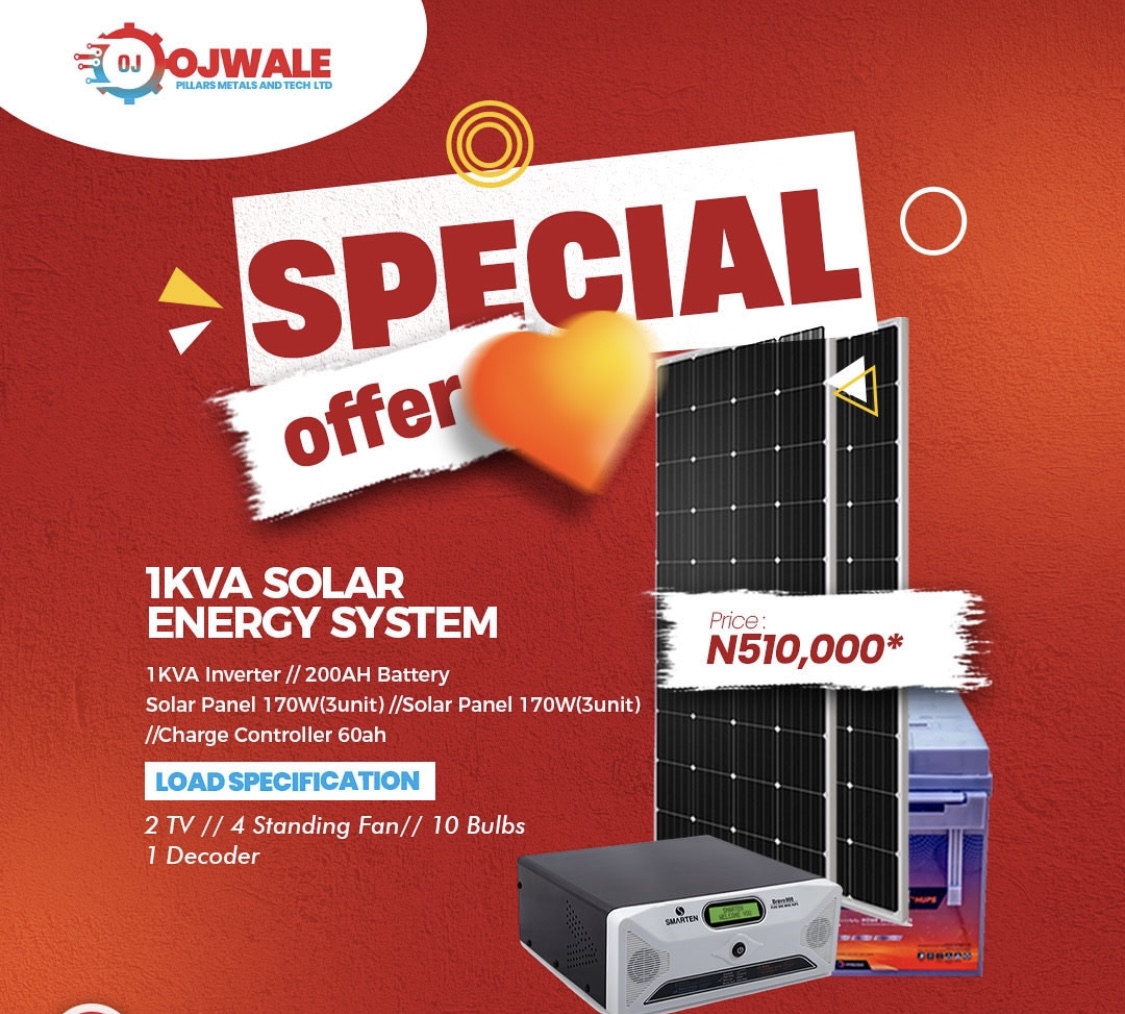 OJ
OJWALE
PILLARS METALS AND TECH LTD
SPECIAL
offer
1KVA SOLAR
ENERGY SYSTEM
1KVA Inverter // 200AH Battery
Solar Panel 170W(3unit) //Solar Panel 170W(3unit)
//Charge Controller 60ah
LOAD SPECIFICATION
2 TV // 4 Standing Fan// 10 Bulbs
1 Decoder
Price :
N510,000*
SMARTEN
SMARTEN
WELCOME YOU